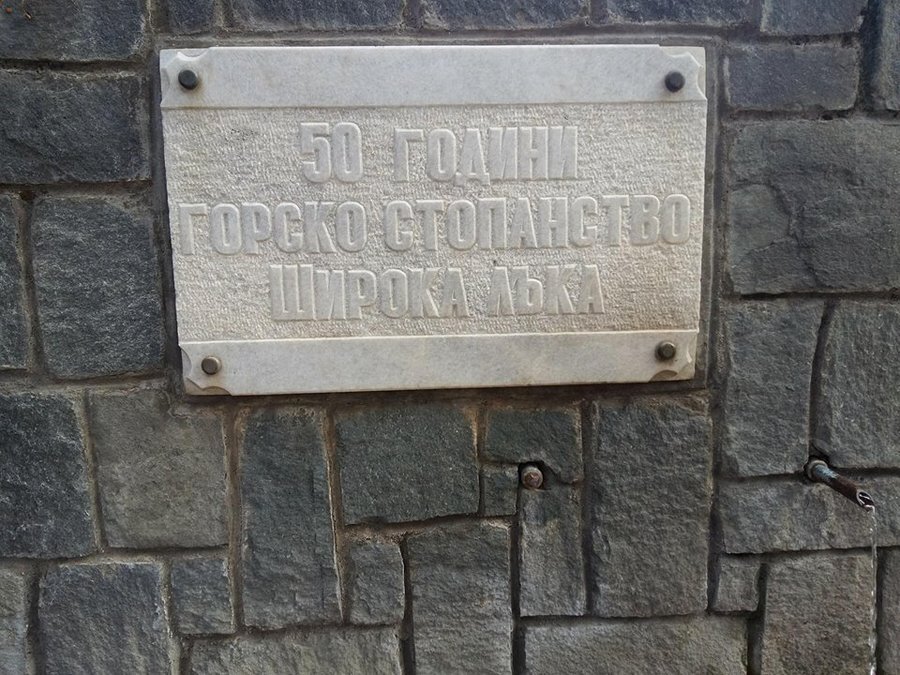 50 ГОДИНИ
ГОРСКО СТОПАНСТВО
ШИРОКА ЛЪКА